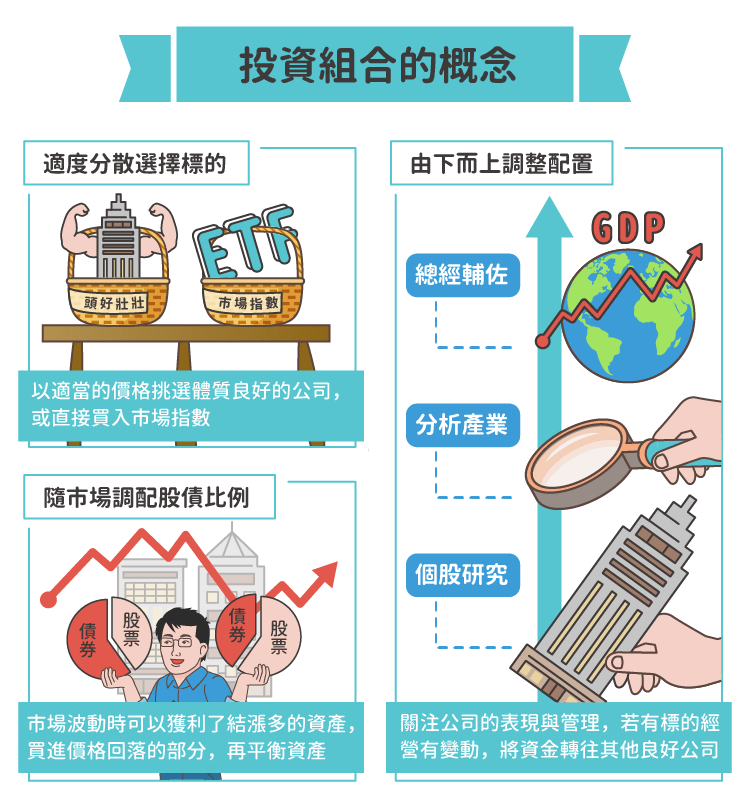 投資組合的概念
適度分散選擇標的
ETF
頭好壯壯
市場指數
以適當的價格挑選體質良好的公司，
或直接買入市場指數
隨市場調配股債比例
債券
股票
債券
股票
市場波動時可以獲利了結漲多的資產，
買進價格回落的部分，再平衡資產
由下而上調整配置
GDP
總經輔佐
分析產業
個股研究
關注公司的表現與管理，若有標的經
營有變動，將資金轉往其他良好公司